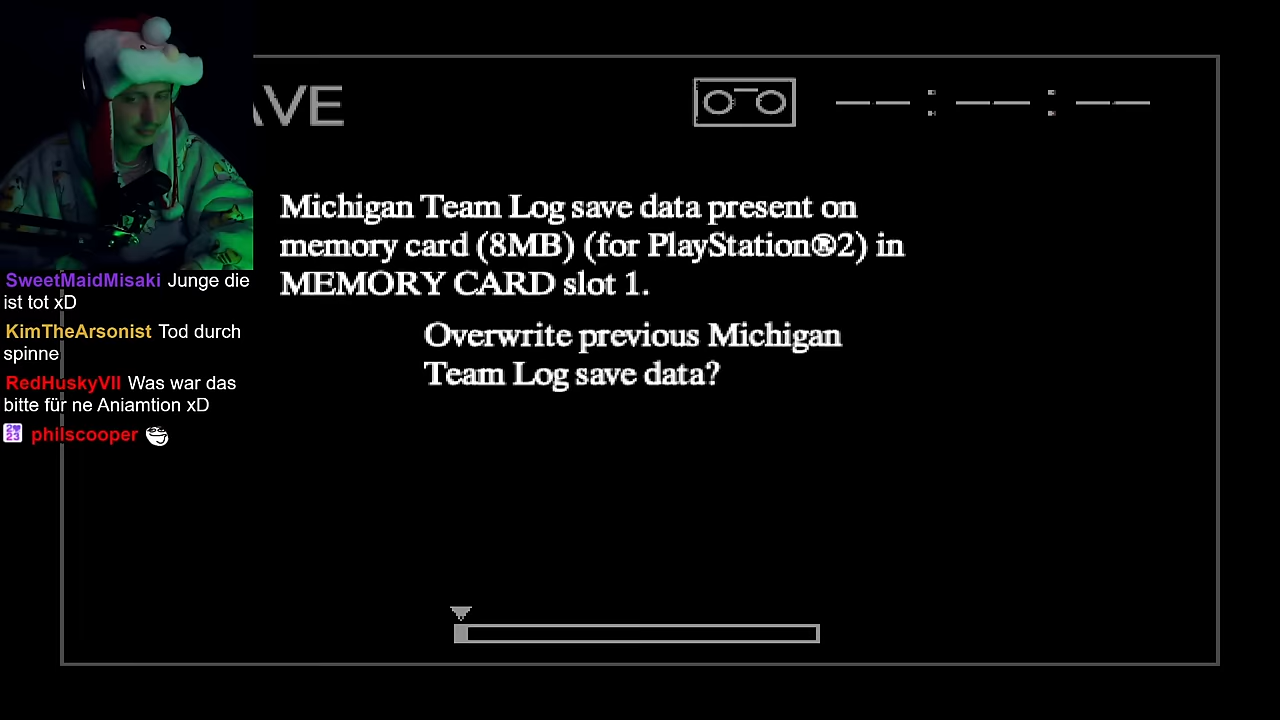 AVE
Michigan Team Log save data present on
memory card (8MB) (for PlayStation®2) in
MEMORY CARD slot 1.
Overwrite previous Michigan
Team Log save data?
SweetMaidMisaki Junge die
ist tot xD
KimTheArsonist Tod durch
spinne
RedHuskyVII Was war das
bitte für ne Aniamtion xD
philscooper